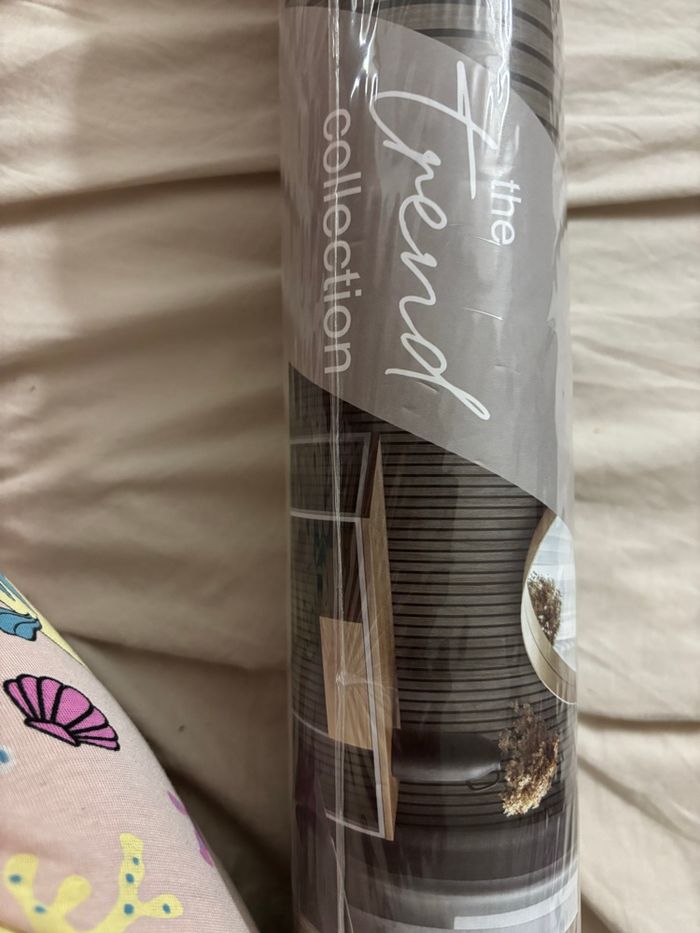 the
trend
collection